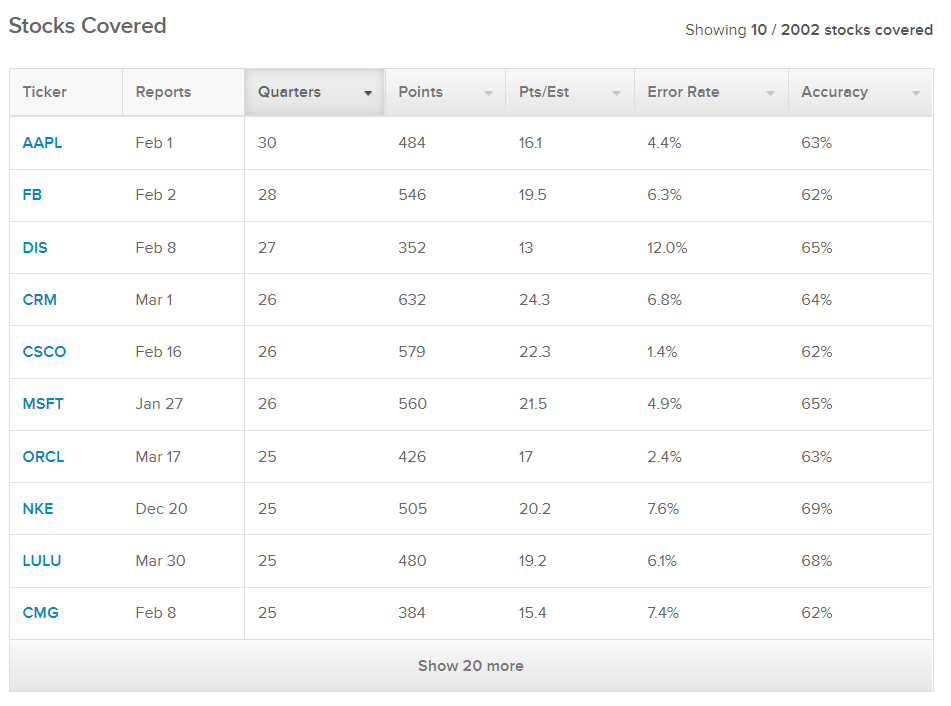 Stocks Covered
Showing 10 / 2002 stocks covered
Ticker Reports Quarters Points Pts/Est Error Rate Accuracy
AAPL Feb 1 30 484 16.1 4.4% 63%
FB Feb 2 28 546 19.5 6.3% 62%
DIS Feb 8 27 352 13 12.0% 65%
CRM Mar 1 26 632 24.3 6.8% 64%
CSCO Feb 16 26 579 22.3 1.4% 62%
MSFT Jan 27 26 560 21.5 4.9% 65%
ORCL Mar 17 25 426 17 2.4% 63%
NKE Dec 20 25 505 20.2 7.6% 69%
LULU Mar 30 25 480 19.2 6.1% 68%
CMG Feb 8 25 384 15.4 7.4% 62%
Show 20 more